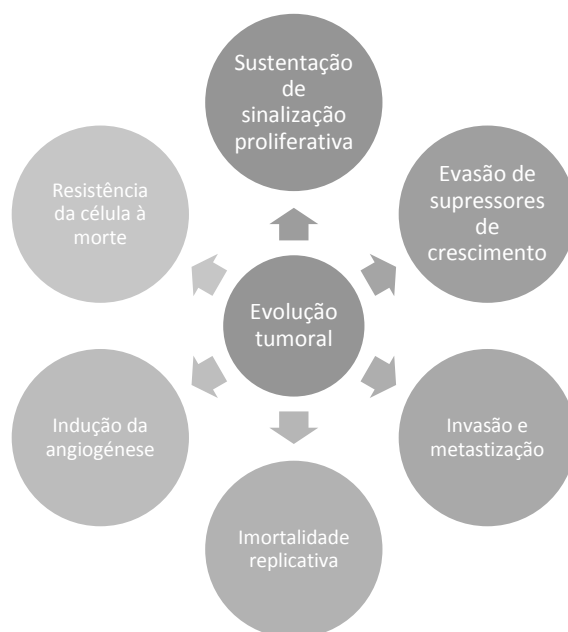 Sustentação
de
sinalização
proliferativa
Evasão de
supressores
de
crescimento
Invasão e
metastização
Imortalidade
replicativa
Indução da
angiogénese
Resistência
da célula à
morte
Evolução
tumoral